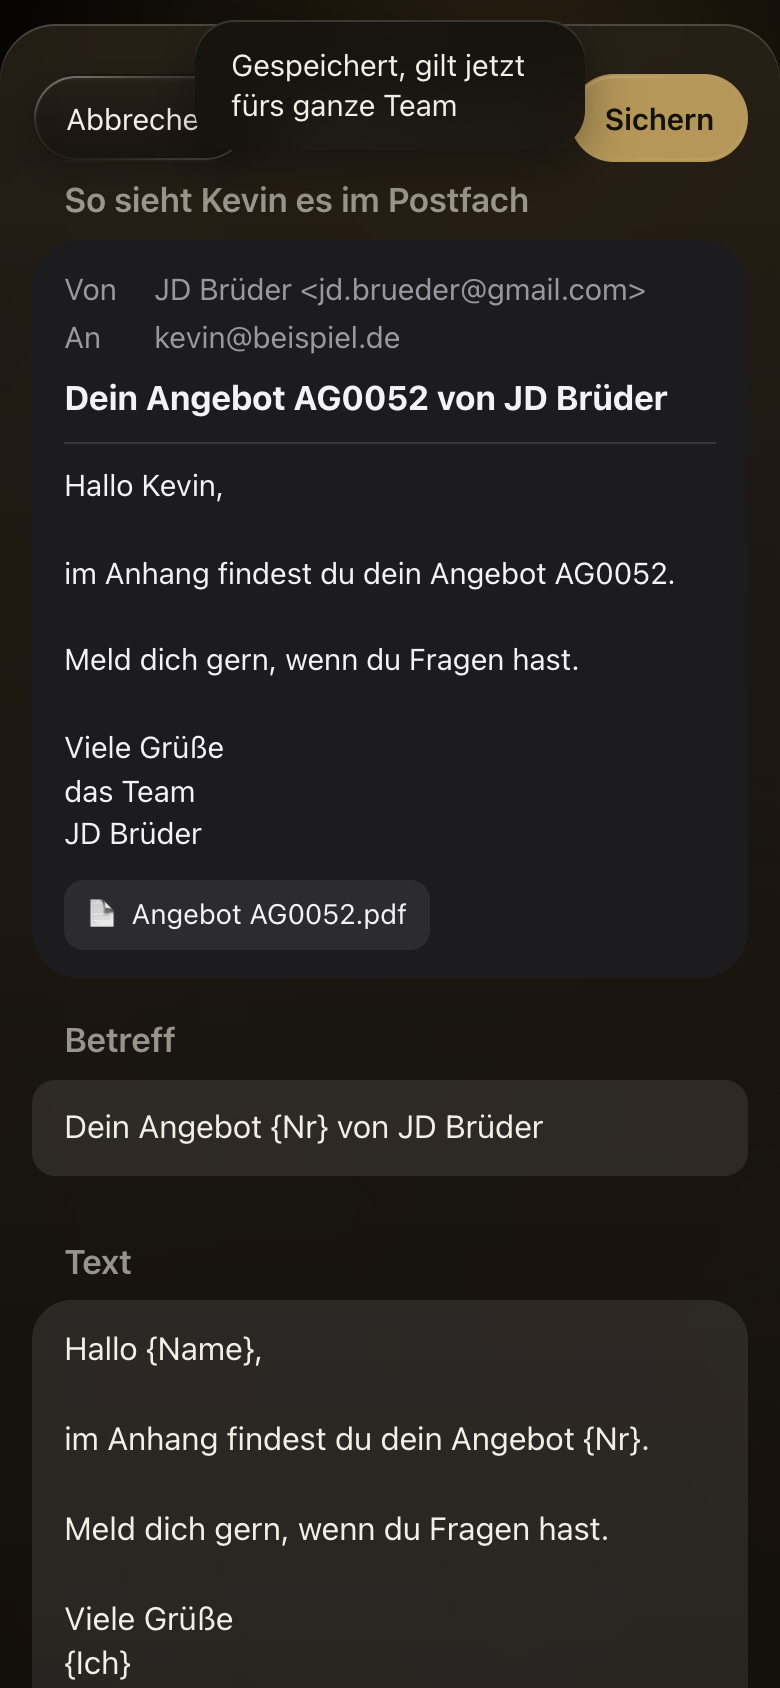 Gespeichert, gilt jetzt
fürs ganze Team
Abbreche
Sichern
So sieht Kevin es im Postfach
Von JD Brüder <jd.brueder@gmail.com>
An kevin@beispiel.de
Dein Angebot AG0052 von JD Brüder
Hallo Kevin,
im Anhang findest du dein Angebot AG0052.
Meld dich gern, wenn du Fragen hast.
Viele Grüße
das Team
JD Brüder
Angebot AG0052.pdf
Betreff
Dein Angebot {Nr} von JD Brüder
Text
Hallo {Name},
im Anhang findest du dein Angebot {Nr}.
Meld dich gern, wenn du Fragen hast.
Viele Grüße
{Ich}